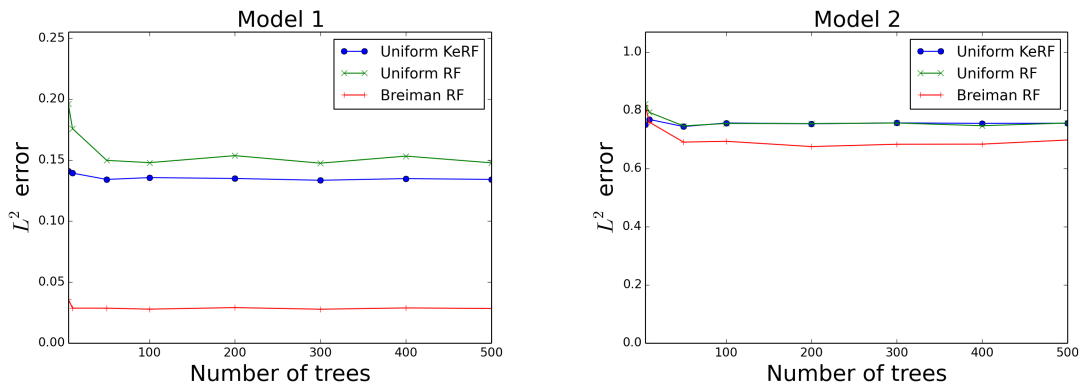 Model 1
0.25
0.20
0.15
0.10
0.05
0.00
L² error
100 200 300 400 500
Number of trees
Uniform KeRF
Uniform RF
Breiman RF
Model 2
1.0
0.8
0.6
0.4
0.2
0.0
L² error
100 200 300 400 500
Number of trees
Uniform KeRF
Uniform RF
Breiman RF